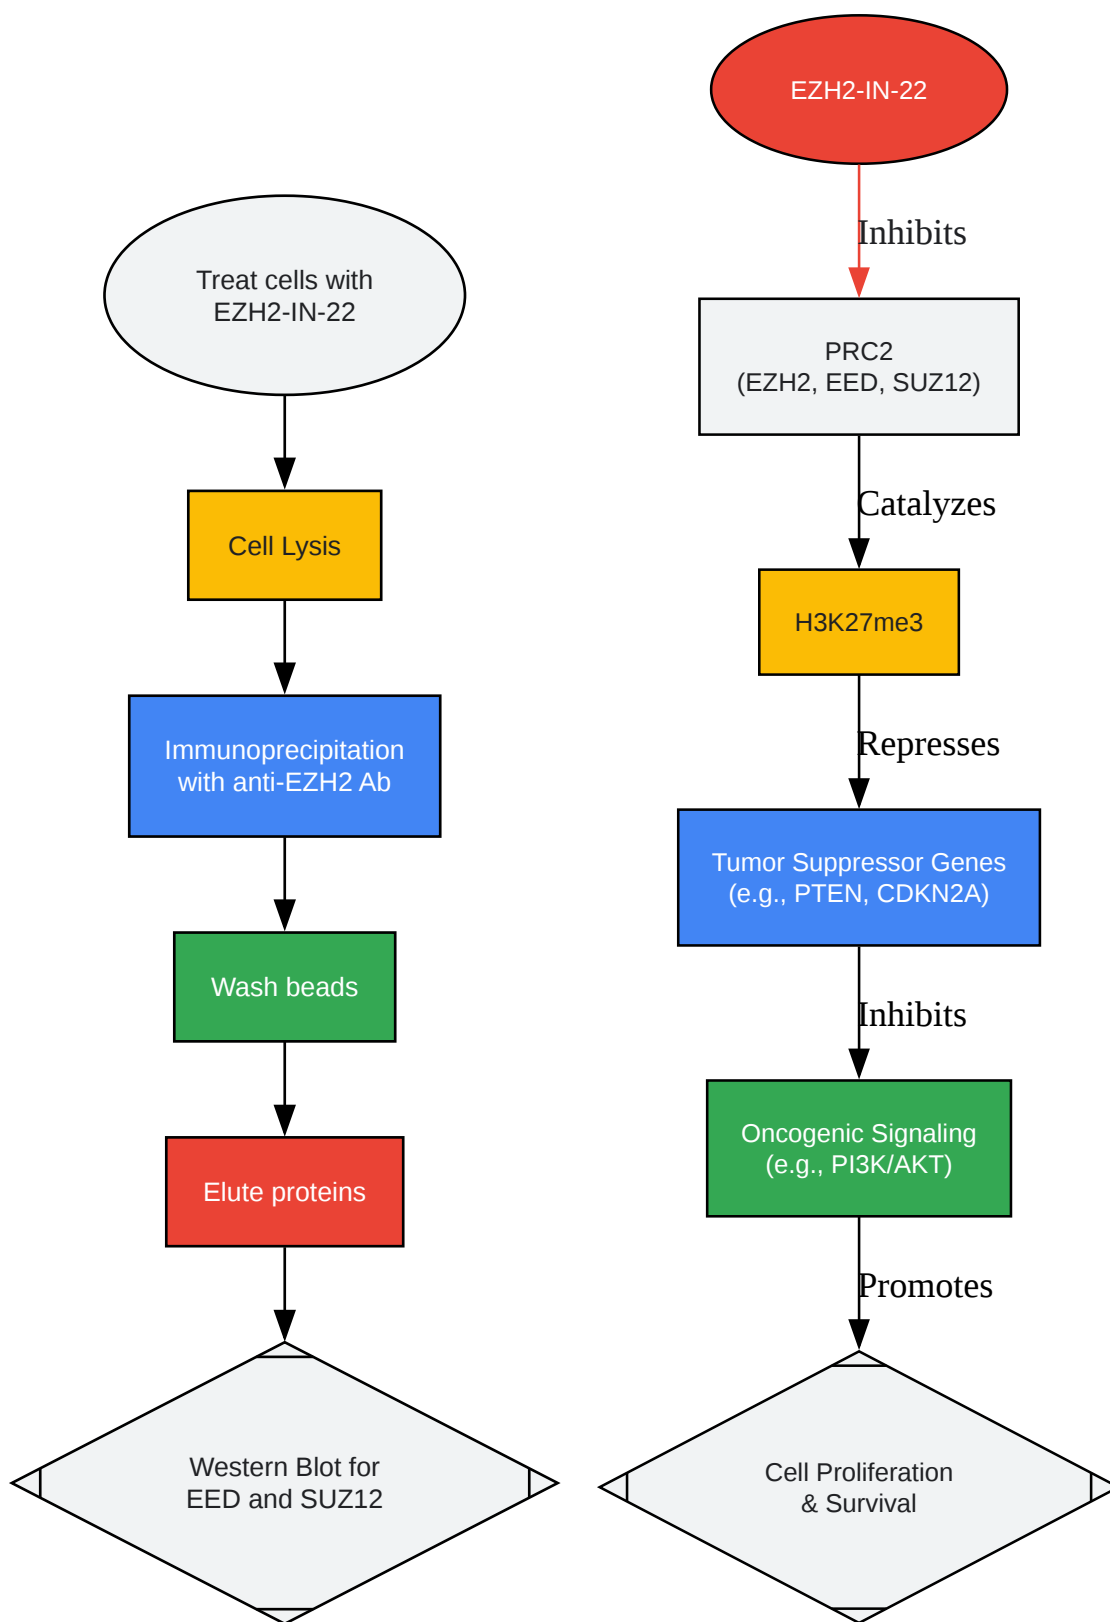 Treat cells with
EZH2-IN-22
Cell Lysis
Immunoprecipitation
with anti-EZH2 Ab
Wash beads
Elute proteins
Western Blot for
EED and SUZ12
EZH2-IN-22
Inhibits
PRC2
(EZH2, EED, SUZ12)
Catalyzes
H3K27me3
Represses
Tumor Suppressor Genes
(e.g., PTEN, CDKN2A)
Inhibits
Oncogenic Signaling
(e.g., PI3K/AKT)
Promotes
Cell Proliferation
& Survival